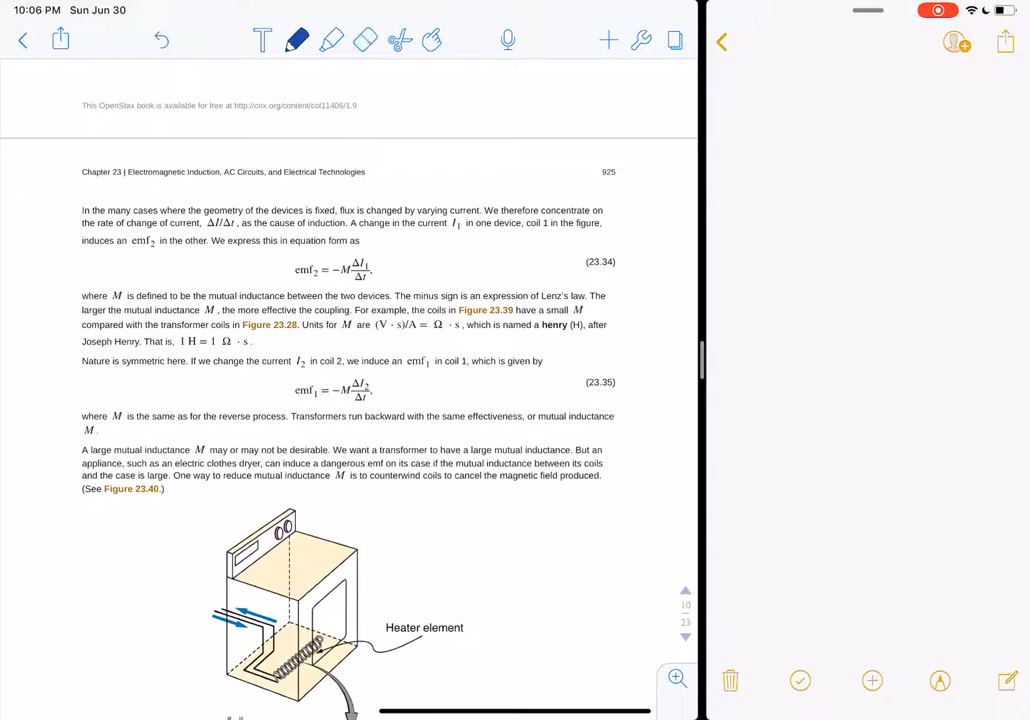 10:06 PM Sun Jun 30
This OpenStax book is available for free at http://cnx.org/content/col11406/1.9
Chapter 23 | Electromagnetic Induction, AC Circuits, and Electrical Technologies 925
In the many cases where the geometry of the devices is fixed, flux is changed by varying current. We therefore concentrate on
the rate of change of current, ΔI/Δt, as the cause of induction. A change in the current I₁ in one device, coil 1 in the figure,
induces an emf₂ in the other. We express this in equation form as
emf₂ = −M ΔI₁/Δt, (23.34)
where M is defined to be the mutual inductance between the two devices. The minus sign is an expression of Lenz's law. The
larger the mutual inductance M, the more effective the coupling. For example, the coils in Figure 23.39 have a small M
compared with the transformer coils in Figure 23.28. Units for M are (V · s)/A = Ω · s, which is named a henry (H), after
Joseph Henry. That is, 1 H = 1 Ω · s.
Nature is symmetric here. If we change the current I₂ in coil 2, we induce an emf₁ in coil 1, which is given by
emf₁ = −M ΔI₂/Δt, (23.35)
where M is the same as for the reverse process. Transformers run backward with the same effectiveness, or mutual inductance
M.
A large mutual inductance M may or may not be desirable. We want a transformer to have a large mutual inductance. But an
appliance, such as an electric clothes dryer, can induce a dangerous emf on its case if the mutual inductance between its coils
and the case is large. One way to reduce mutual inductance M is to counterwind coils to cancel the magnetic field produced.
(See Figure 23.40.)
Heater element
10
23